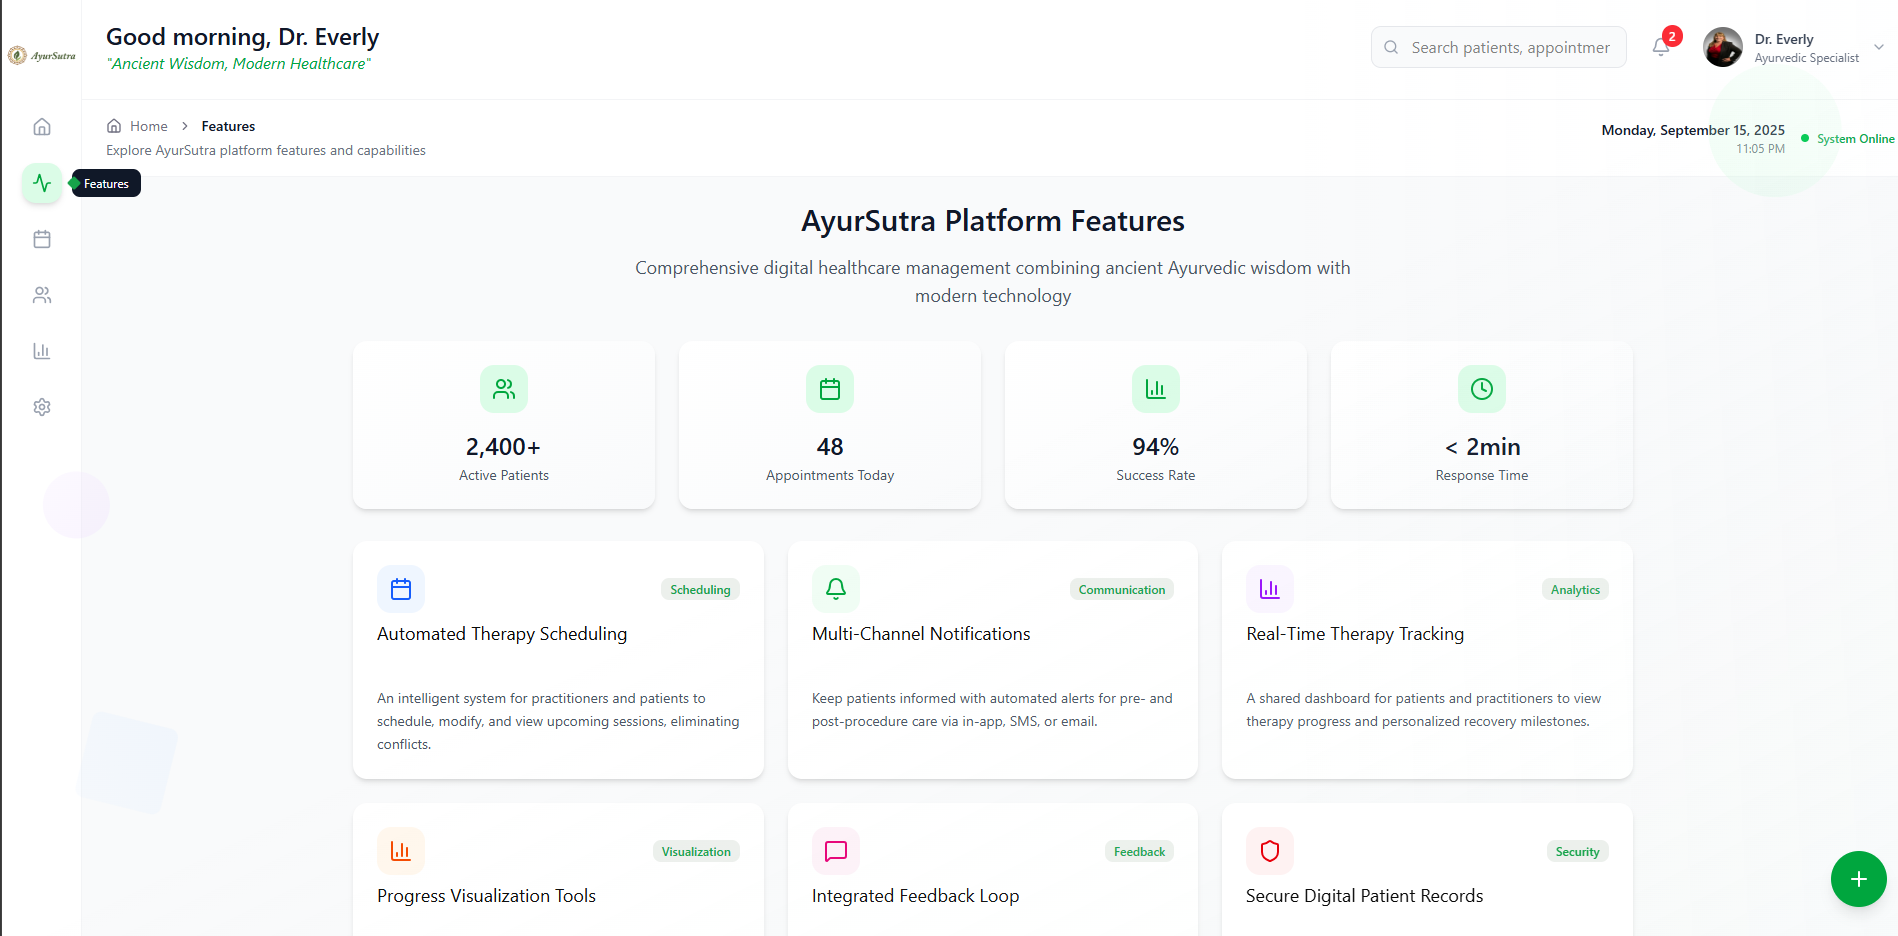 AyurSutra
Good morning, Dr. Everly
"Ancient Wisdom, Modern Healthcare"
Search patients, appointmer
2
Dr. Everly
Ayurvedic Specialist
Home > Features
Explore AyurSutra platform features and capabilities
Monday, September 15, 2025
11:05 PM
System Online
Features
AyurSutra Platform Features
Comprehensive digital healthcare management combining ancient Ayurvedic wisdom with
modern technology
2,400+
Active Patients
48
Appointments Today
94%
Success Rate
< 2min
Response Time
Scheduling
Automated Therapy Scheduling
An intelligent system for practitioners and patients to
schedule, modify, and view upcoming sessions, eliminating
conflicts.
Communication
Multi-Channel Notifications
Keep patients informed with automated alerts for pre- and
post-procedure care via in-app, SMS, or email.
Analytics
Real-Time Therapy Tracking
A shared dashboard for patients and practitioners to view
therapy progress and personalized recovery milestones.
Visualization
Progress Visualization Tools
Feedback
Integrated Feedback Loop
Security
Secure Digital Patient Records